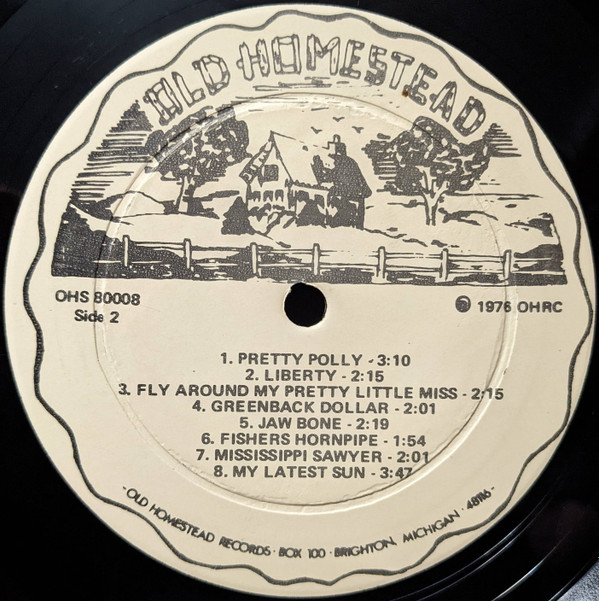 OLD HOMESTEAD
OHS 80008
Side 2
℗ 1976 OHRC
1. PRETTY POLLY - 3:10
2. LIBERTY - 2:15
3. FLY AROUND MY PRETTY LITTLE MISS - 2:15
4. GREENBACK DOLLAR - 2:01
5. JAW BONE - 2:19
6. FISHERS HORNPIPE - 1:54
7. MISSISSIPPI SAWYER - 2:01
8. MY LATEST SUN - 3:47
- OLD HOMESTEAD RECORDS · BOX 100 · BRIGHTON, MICHIGAN · 48116 -